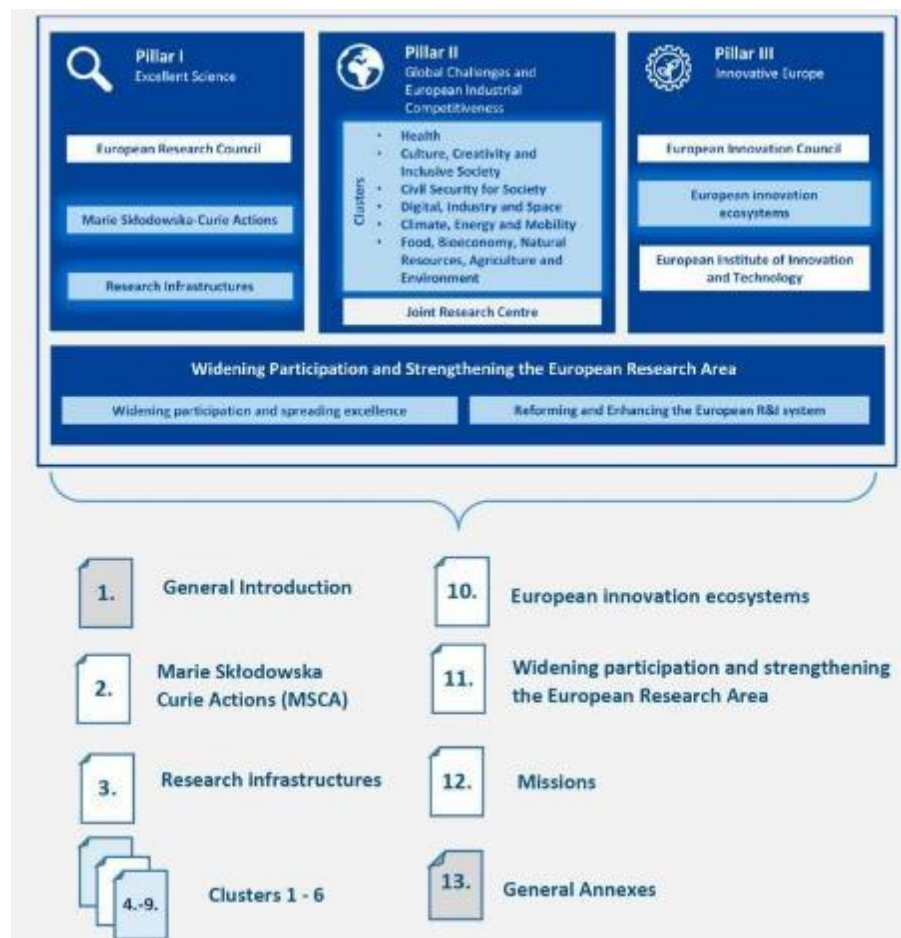 Pillar I
Excellent Science
European Research Council
Marie Skłodowska-Curie Actions
Research Infrastructures
Pillar II
Global Challenges and
European Industrial
Competitiveness
Clusters
• Health
• Culture, Creativity and
Inclusive Society
• Civil Security for Society
• Digital, Industry and Space
• Climate, Energy and Mobility
• Food, Bioeconomy, Natural
Resources, Agriculture and
Environment
Joint Research Centre
Pillar III
Innovative Europe
European Innovation Council
European innovation
ecosystems
European Institute of Innovation
and Technology
Widening Participation and Strengthening the European Research Area
Widening participation and spreading excellence
Reforming and Enhancing the European R&I system
1. General Introduction
2. Marie Skłodowska
Curie Actions (MSCA)
3. Research infrastructures
4.-9. Clusters 1 - 6
10. European innovation ecosystems
11. Widening participation and strengthening
the European Research Area
12. Missions
13. General Annexes